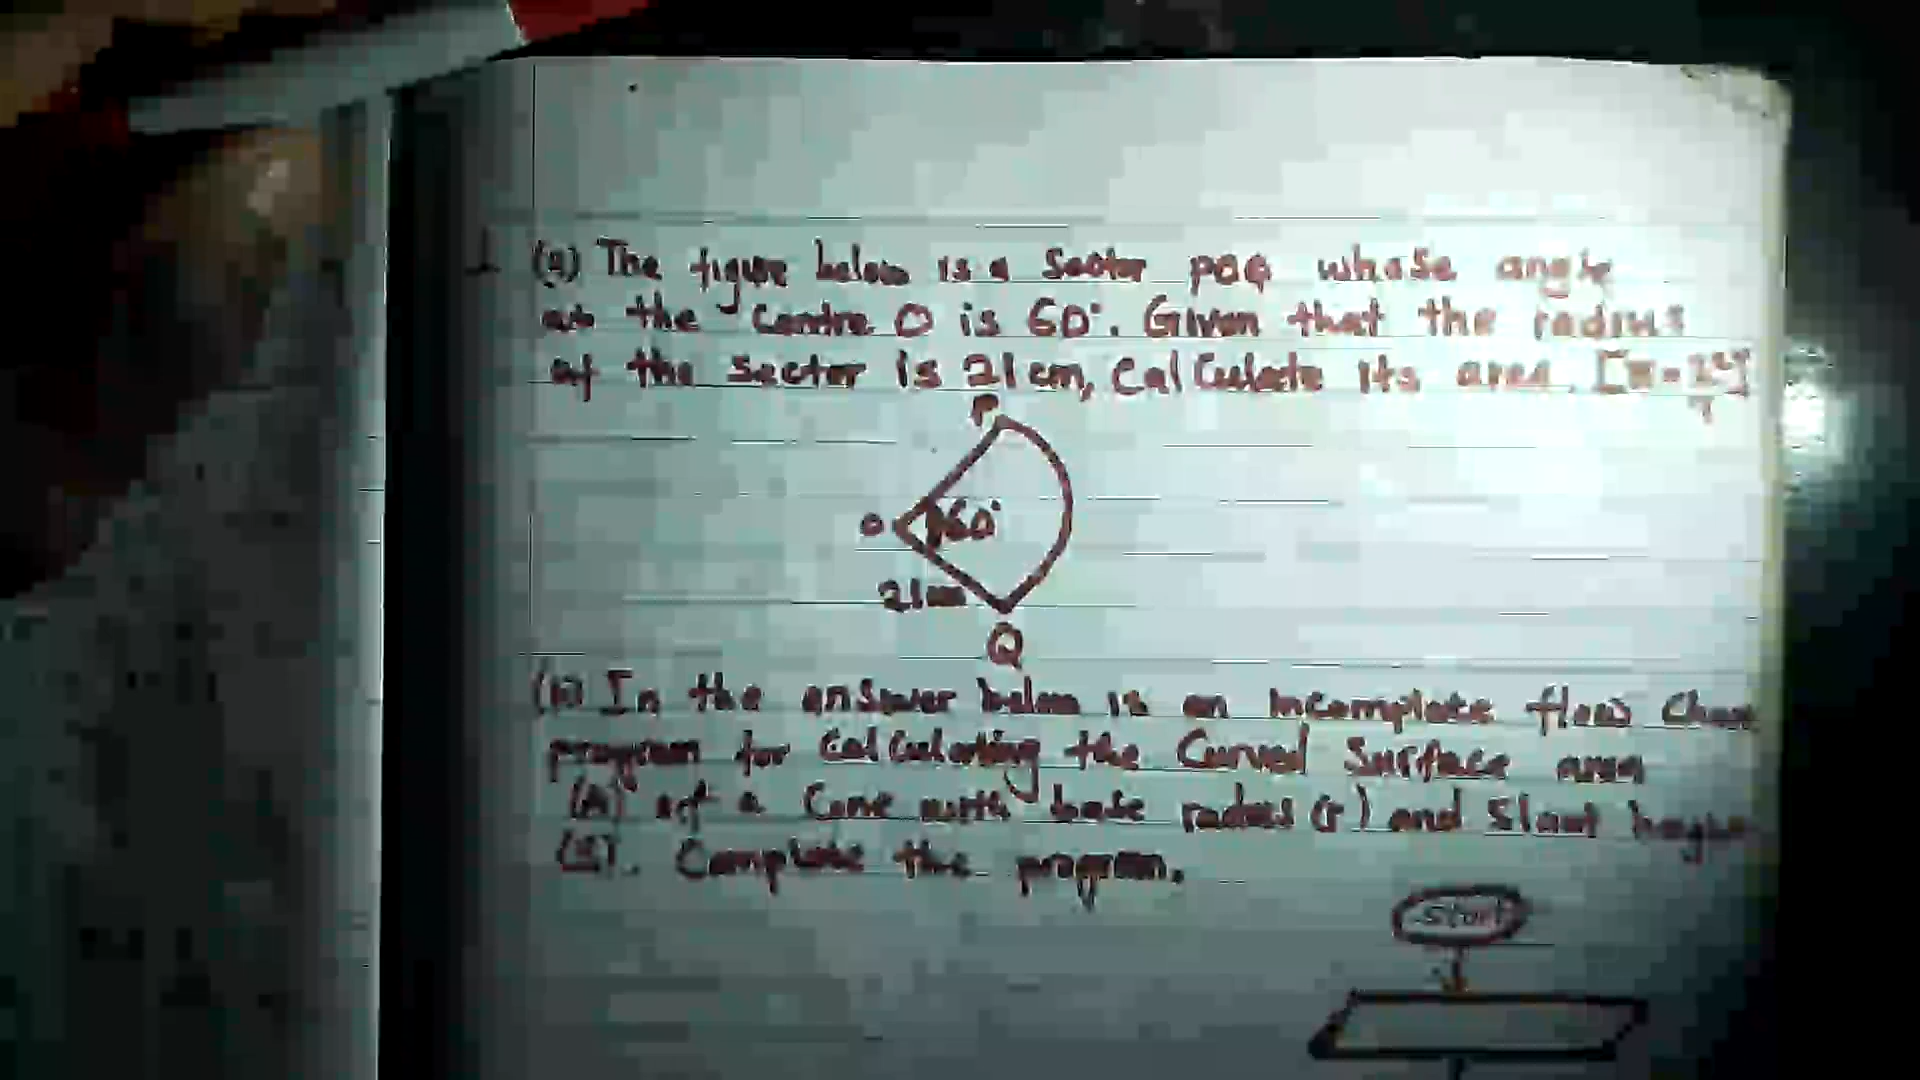 1 (a) The figure below is a Sector POQ whose angle
at the Centre O is 60°. Given that the radius
of the sector is 21cm, Calculate its area. [π=22/7]
P
O 60°
21cm
Q
(b) In the answer below is an incomplete flow Chart
program for Calculating the Curved Surface area
(A) of a Cone with base radius (r) and Slant height
Complete the program.
Start